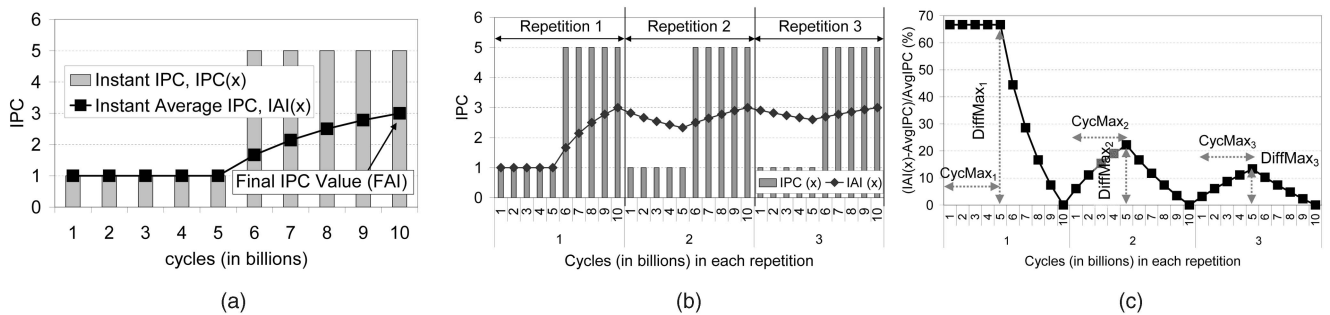 IPC
6
5
4
3
2
1
0
Instant IPC, IPC(x)
Instant Average IPC, IAI(x)
Final IPC Value (FAI)
1 2 3 4 5 6 7 8 9 10
cycles (in billions)
(a)
IPC
6
5
4
3
2
1
0
Repetition 1 Repetition 2 Repetition 3
IPC (x) IAI (x)
1 2 3 4 5 6 7 8 9 10 1 2 3 4 5 6 7 8 9 10 1 2 3 4 5 6 7 8 9 10
1 2 3
Cycles (in billions) in each repetition
(b)
(IAI(x)-AvgIPC)/AvgIPC (%)
70
60
50
40
30
20
10
0
DiffMax1
CycMax1
CycMax2
DiffMax2
CycMax3
DiffMax3
1 2 3 4 5 6 7 8 9 10 1 2 3 4 5 6 7 8 9 10 1 2 3 4 5 6 7 8 9 10
1 2 3
Cycles (in billions) in each repetition
(c)